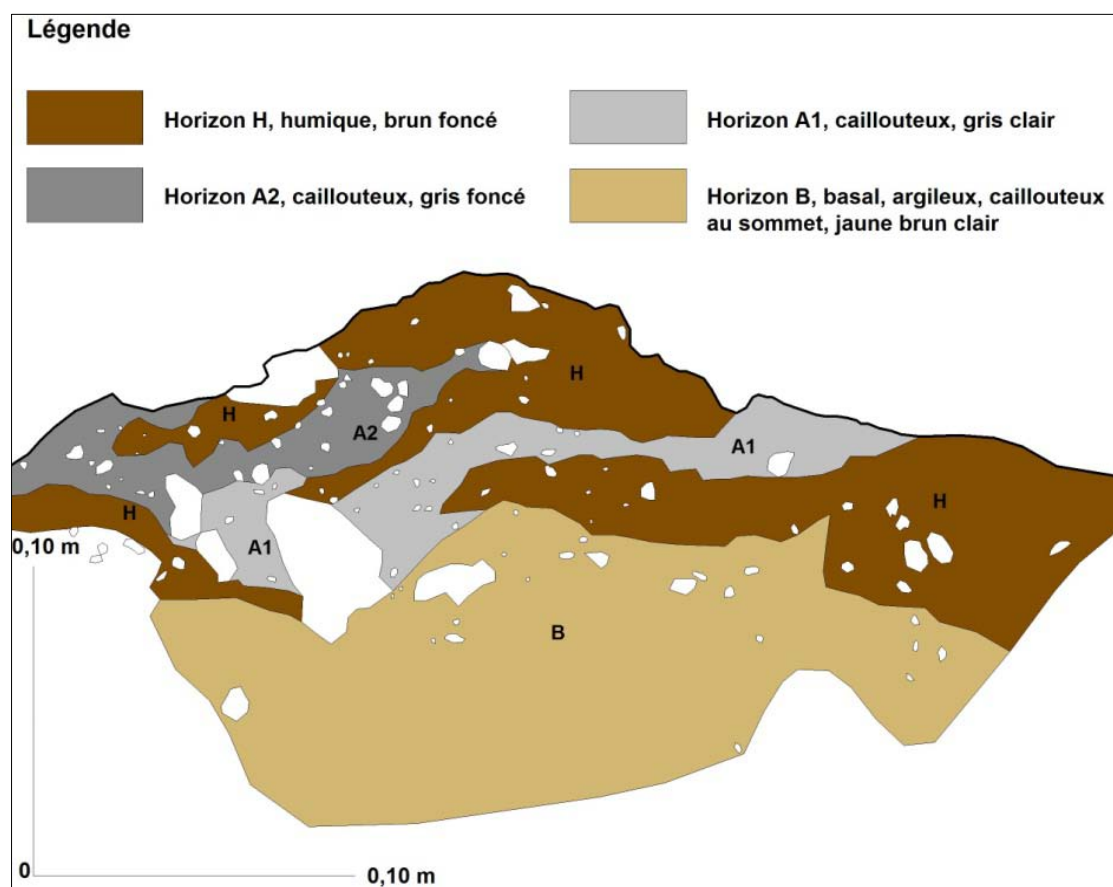 Légende
Horizon H, humique, brun foncé
Horizon A1, caillouteux, gris clair
Horizon A2, caillouteux, gris foncé
Horizon B, basal, argileux, caillouteux
au sommet, jaune brun clair
H
H
A2
A1
H
H
A1
0,10 m
B
0
0,10 m